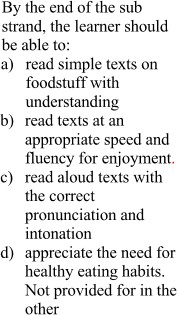 By the end of the sub
strand, the learner should
be able to:
a) read simple texts on
foodstuff with
understanding
b) read texts at an
appropriate speed and
fluency for enjoyment.
c) read aloud texts with
the correct
pronunciation and
intonation
d) appreciate the need for
healthy eating habits.
Not provided for in the
other